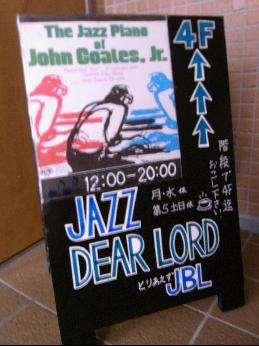 The Jazz Piano
of
John Coates, Jr.
4F
12:00-20:00
階段で4F迄
おこし下さい
月・水休
第5土日休
JAZZ
DEAR LORD
とりあえず JBL